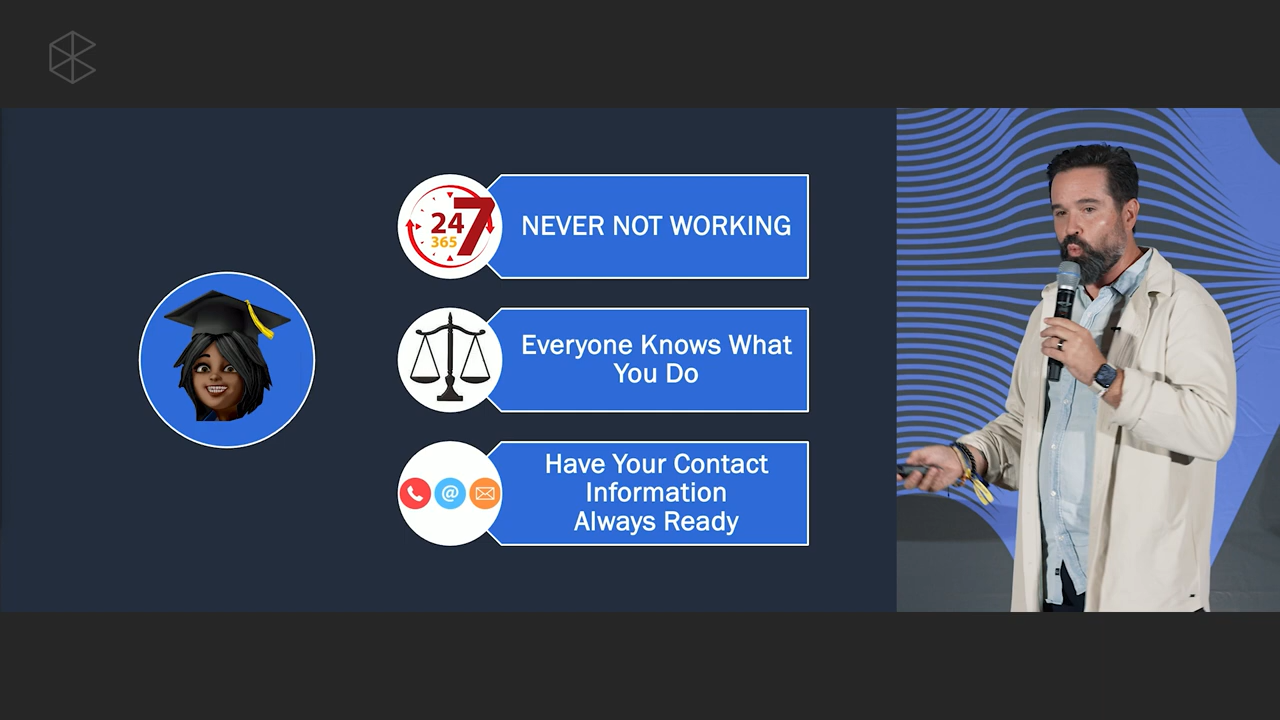 24
7
365
NEVER NOT WORKING
Everyone Knows What
You Do
@
Have Your Contact
Information
Always Ready